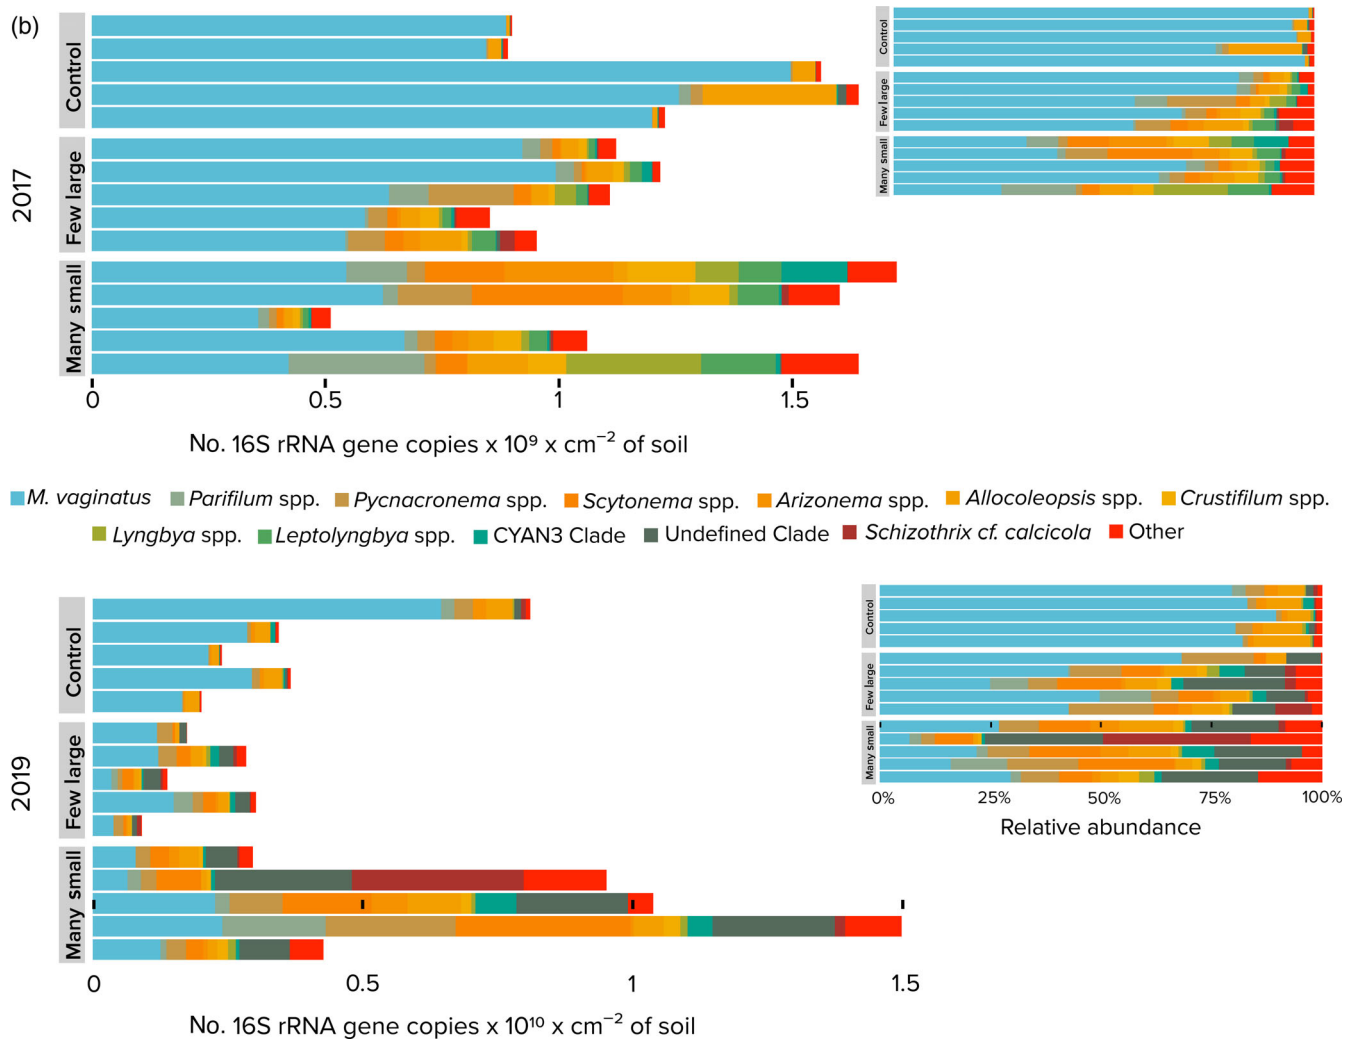 (b)
2017
Control
Few large
Many small
0 0.5 1 1.5
No. 16S rRNA gene copies x 10⁹ x cm⁻² of soil
Control
Few large
Many small
M. vaginatus Parifilum spp. Pycnacronema spp. Scytonema spp. Arizonema spp. Allocoleopsis spp. Crustifilum spp.
Lyngbya spp. Leptolyngbya spp. CYAN3 Clade Undefined Clade Schizothrix cf. calcicola Other
2019
Control
Few large
Many small
0 0.5 1 1.5
No. 16S rRNA gene copies x 10¹⁰ x cm⁻² of soil
Control
Few large
Many small
0% 25% 50% 75% 100%
Relative abundance